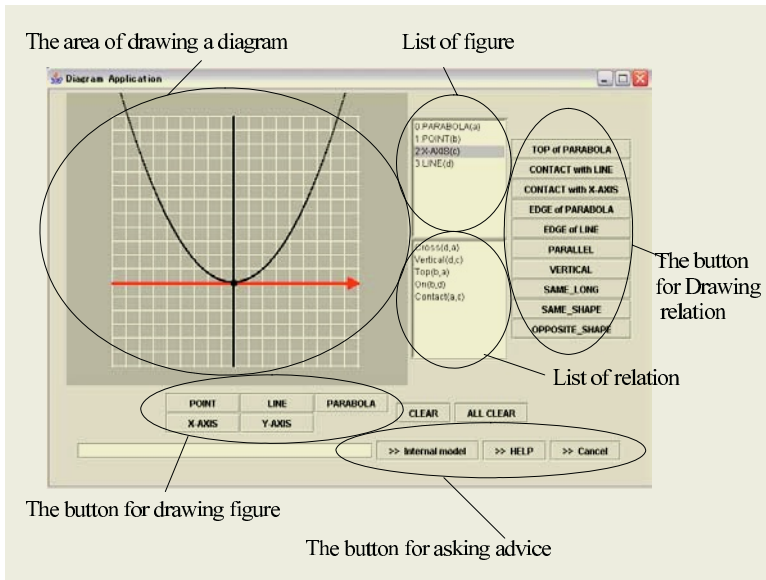 The area of drawing a diagram
List of figure
Diagram Application
0.PARABOLA(a)
1.POINT(b)
2.X-AXIS(c)
3.LINE(d)
TOP of PARABOLA
CONTACT with LINE
CONTACT with X-AXIS
EDGE of PARABOLA
EDGE of LINE
PARALLEL
VERTICAL
SAME_LONG
SAME_SHAPE
OPPOSITE_SHAPE
The button
for Drawing
relation
Cross(d,a)
Vertical(d,c)
Top(b,a)
On(b,d)
Contact(a,c)
List of relation
POINT
LINE
PARABOLA
X-AXIS
Y-AXIS
CLEAR
ALL CLEAR
>> Internal model
>> HELP
>> Cancel
The button for drawing figure
The button for asking advice